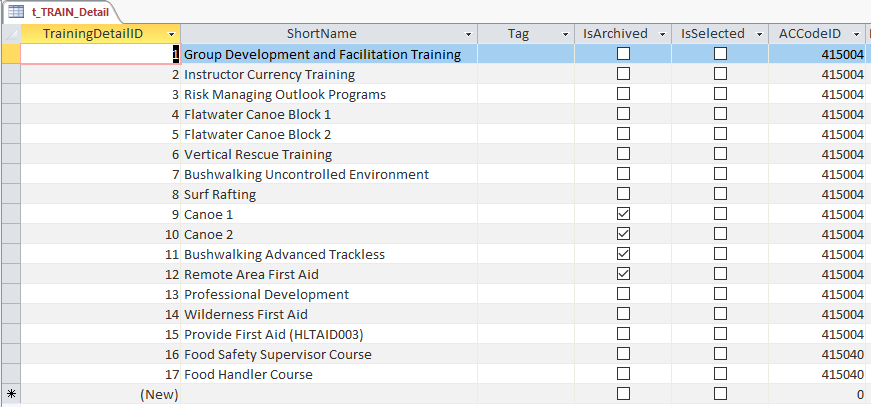 t_TRAIN_Detail
TrainingDetailID ShortName Tag IsArchived IsSelected ACCodeID
1 Group Development and Facilitation Training 415004
2 Instructor Currency Training 415004
3 Risk Managing Outlook Programs 415004
4 Flatwater Canoe Block 1 415004
5 Flatwater Canoe Block 2 415004
6 Vertical Rescue Training 415004
7 Bushwalking Uncontrolled Environment 415004
8 Surf Rafting 415004
9 Canoe 1 415004
10 Canoe 2 415004
11 Bushwalking Advanced Trackless 415004
12 Remote Area First Aid 415004
13 Professional Development 415004
14 Wilderness First Aid 415004
15 Provide First Aid (HLTAID003) 415004
16 Food Safety Supervisor Course 415040
17 Food Handler Course 415040
(New) 0